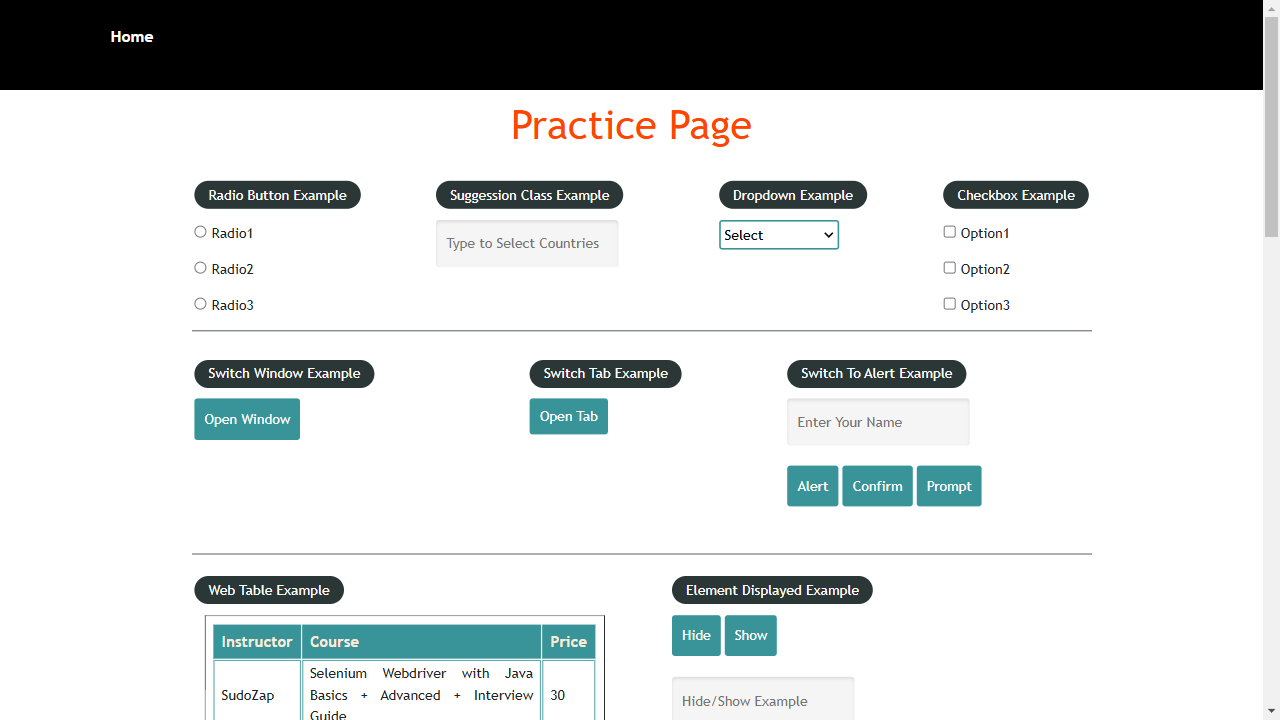 Home
Practice Page
Radio Button Example
Radio1
Radio2
Radio3
Suggession Class Example
Type to Select Countries
Dropdown Example
Select
Checkbox Example
Option1
Option2
Option3
Switch Window Example
Open Window
Switch Tab Example
Open Tab
Switch To Alert Example
Enter Your Name
Alert Confirm Prompt
Web Table Example
Instructor Course Price
SudoZap
Selenium Webdriver with Java
Basics + Advanced + Interview
Guide
30
Element Displayed Example
Hide Show
Hide/Show Example